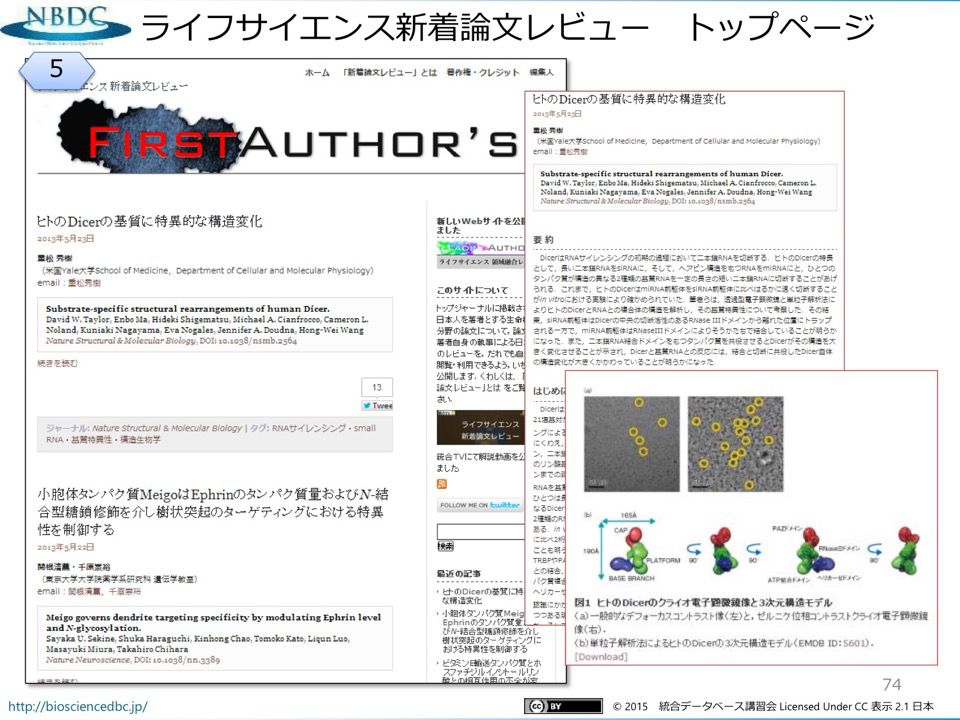 NBDC
ライフサイエンス新着論文レビュー　トップページ
5
ホーム 「新着論文レビュー」とは 著作権・クレジット 編集人
イエンス 新着論文レビュー
FIRST AUTHOR'S
ヒトのDicerの基質に特異的な構造変化
2013年5月23日
重松 秀樹
（米国Yale大学School of Medicine，Department of Cellular and Molecular Physiology）
email：重松秀樹
Substrate-specific structural rearrangements of human Dicer.
David W. Taylor, Enbo Ma, Hideki Shigematsu, Michael A. Cianfrocco, Cameron L.
Noland, Kuniaki Nagayama, Eva Nogales, Jennifer A. Doudna, Hong-Wei Wang
Nature Structural & Molecular Biology, DOI: 10.1038/nsmb.2564
続きを読む
13
Twee
ジャーナル: Nature Structural & Molecular Biology | タグ: RNAサイレンシング・small
RNA・基質特異性・構造生物学
小胞体タンパク質MeigoはEphrinのタンパク質量およびN-結
合型糖鎖修飾を介し樹状突起のターゲティングにおける特異
性を制御する
2013年5月22日
関根清薫・千原崇裕
（東京大学大学院薬学系研究科 遺伝学教室）
email：関根清薫，千原崇裕
Meigo governs dendrite targeting specificity by modulating Ephrin level
and N-glycosylation.
Sayaka U. Sekine, Shuka Haraguchi, Kinhong Chao, Tomoko Kato, Liqun Luo,
Masayuki Miura, Takahiro Chihara
Nature Neuroscience, DOI: 10.1038/nn.3389
新しいWebサイトを公開
ました
ライフサイエンス 領域融合レ
このサイトについて
トップジャーナルに掲載さ
日本人を著者とする生命
分野の論文について，論文
著者自身の執筆による日
のレビューを，だれでも自
閲覧・利用できるよう，いち
公開します．くわしくは，「
論文レビュー」とは をご覧
さい．
ライフサイエンス
新着論文レビュー
統合TVにて解説動画を公
ました
FOLLOW ME ON twitter
検索
最近の記事
ヒトのDicerの基質に特
な構造変化
小胞体タンパク質Meig
Ephrinのタンパク質量
びN-結合型糖鎖修飾を介し
樹状突起のターゲティングに
おける特異性を制御する
ビタミンE輸送タンパク質とホ
スファチジルイノシトールリン
酸との相互作用の不全が家
ヒトのDicerの基質に特異的な構造変化
2013年5月23日
重松 秀樹
（米国Yale大学School of Medicine，Department of Cellular and Molecular Physiology）
email：重松秀樹
Substrate-specific structural rearrangements of human Dicer.
David W. Taylor, Enbo Ma, Hideki Shigematsu, Michael A. Cianfrocco, Cameron L.
Noland, Kuniaki Nagayama, Eva Nogales, Jennifer A. Doudna, Hong-Wei Wang
Nature Structural & Molecular Biology, DOI: 10.1038/nsmb.2564
要 約
DicerはRNAサイレンシングの初期の過程において二本鎖RNAを切断する．ヒトのDicerの特徴
として，長い二本鎖RNAをsiRNAに，そして，ヘアピン構造をもつRNAをmiRNAにと，ひとつの
タンパク質が構造の異なる2種類の基質RNAを一定の長さの短い二本鎖RNAに切断することがあげ
られる．これまで，ヒトのDicerはmiRNA前駆体をsiRNA前駆体に比べはるかに速く切断すること
がin vitroにおける実験により確かめられていた．筆者らは，透過型電子顕微鏡と単粒子解析法に
よりヒトのDicerとRNAとの複合体の構造を解析し，その基質特異性について考察した．その結
果，siRNA前駆体はDicerの中央の切断活性のあるRNase IIIドメインから離れた位置にトラップ
される一方で，miRNA前駆体はRNaseIIIドメインによりそうかたちで結合していることが明らか
になった．また，二本鎖RNA結合ドメインをもつタンパク質を共役させるとDicerがその構造を大
きく変化させることが示され，Dicerと基質RNAとの反応には，結合と切断に共役したDicer自体
の構造変化が大きくかかわっていることが明らかになった．
はじめに
(a)
(b)
165Å
190Å
CAP
PLATFORM
BASE BRANCH
90°
90°
PAZドメイン
RNaseIIIドメイン
ATP結合ドメイン
ヘリカーゼドメイン
図1 ヒトのDicerのクライオ電子顕微鏡像と3次元構造モデル
（a）一般的なデフォーカスコントラスト像（左）と，ゼルニケ位相コントラストクライオ電子顕微鏡
像（右）．
（b）単粒子解析法によるヒトのDicerの3次元構造モデル（EMDB ID：5601）．
[Download]
74
http://biosciencedbc.jp/
cc BY
© 2015　統合データベース講習会 Licensed Under CC 表示 2.1 日本